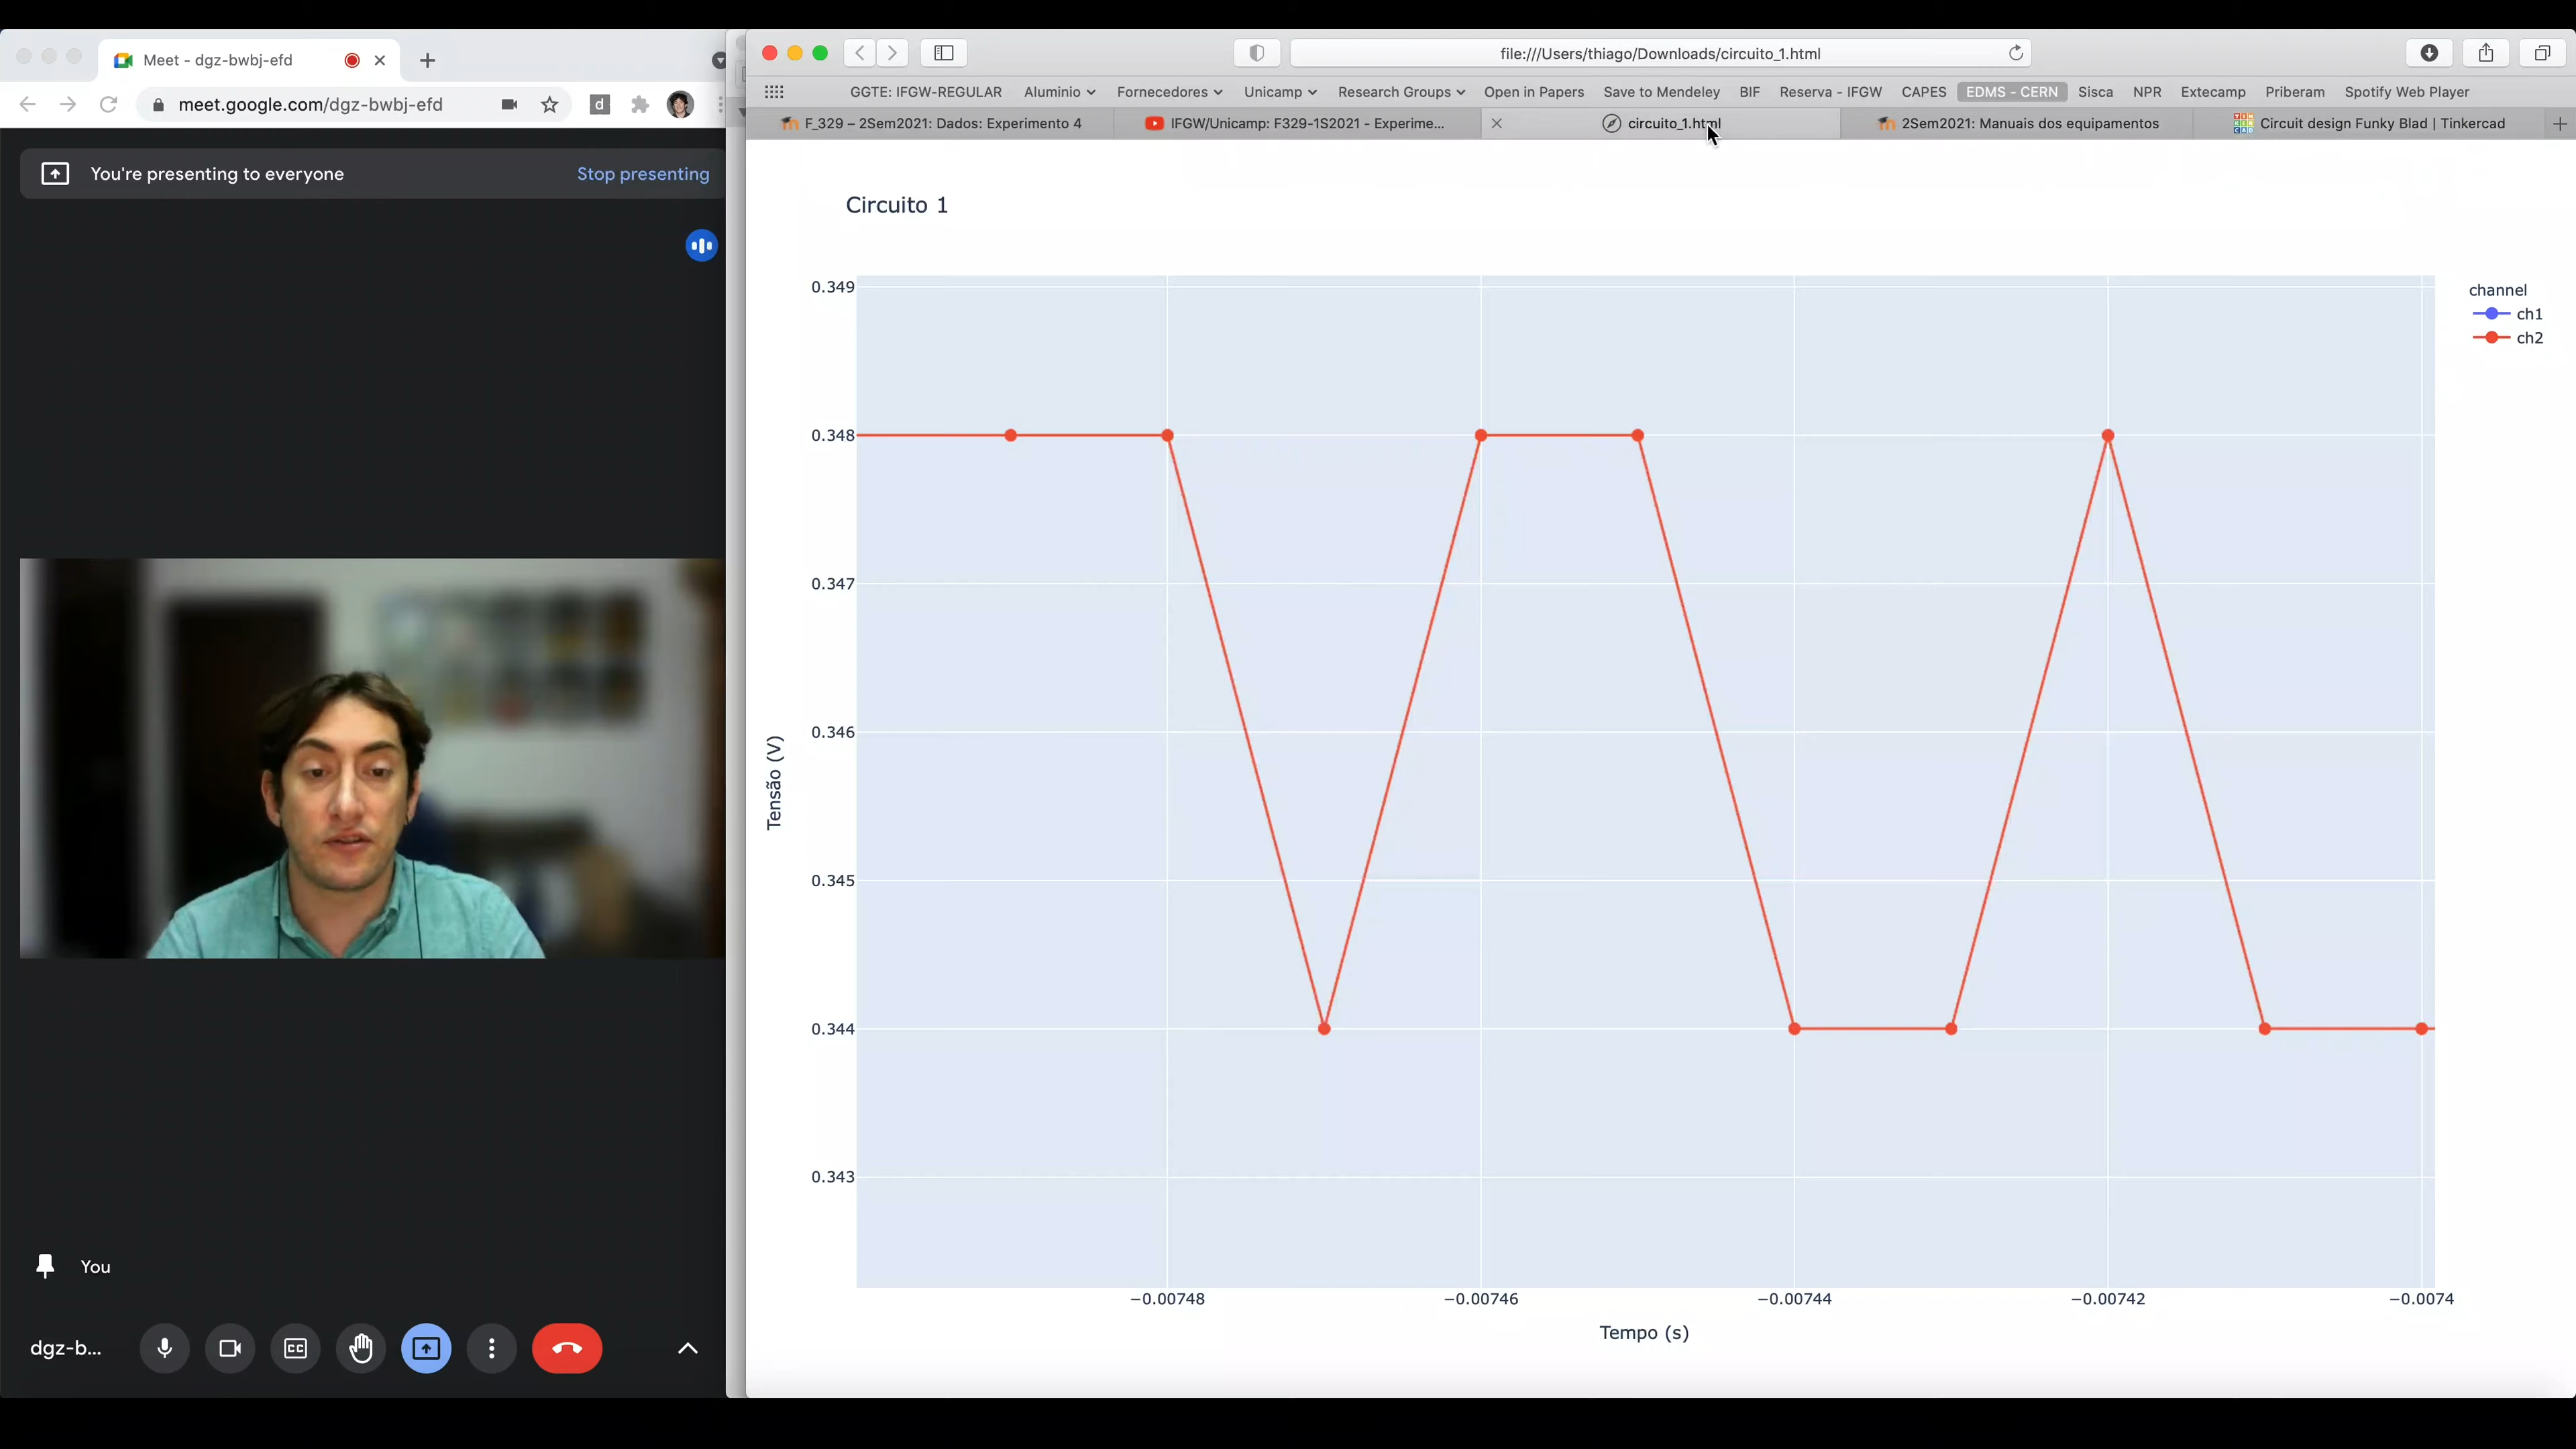 Meet - dgz-bwbj-efd
meet.google.com/dgz-bwbj-efd
d
You're presenting to everyone
Stop presenting
You
dgz-b...
CC
file:///Users/thiago/Downloads/circuito_1.html
GGTE: IFGW-REGULAR Aluminio Fornecedores Unicamp Research Groups Open in Papers Save to Mendeley BIF Reserva - IFGW CAPES EDMS - CERN Sisca NPR Extecamp Priberam Spotify Web Player
F_329 – 2Sem2021: Dados: Experimento 4
IFGW/Unicamp: F329-1S2021 - Experime...
circuito_1.html
2Sem2021: Manuais dos equipamentos
Circuit design Funky Blad | Tinkercad
Circuito 1
channel
ch1
ch2
Tensão (V)
0.349
0.348
0.347
0.346
0.345
0.344
0.343
−0.00748 −0.00746 −0.00744 −0.00742 −0.0074
Tempo (s)